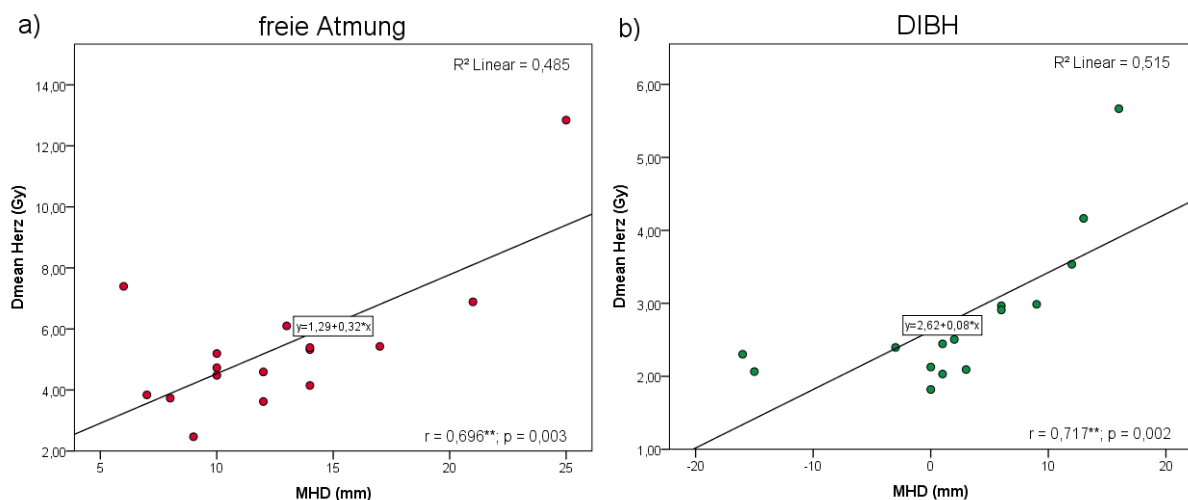 a)
freie Atmung
R² Linear = 0,485
14,00
12,00
10,00
8,00
6,00
4,00
2,00
Dmean Herz (Gy)
y=1,29+0,32*x
r = 0,696**; p = 0,003
5
10
15
20
25
MHD (mm)
b)
DIBH
R² Linear = 0,515
6,00
5,00
4,00
3,00
2,00
1,00
Dmean Herz (Gy)
y=2,62+0,08*x
r = 0,717**; p = 0,002
-20
-10
0
10
20
MHD (mm)